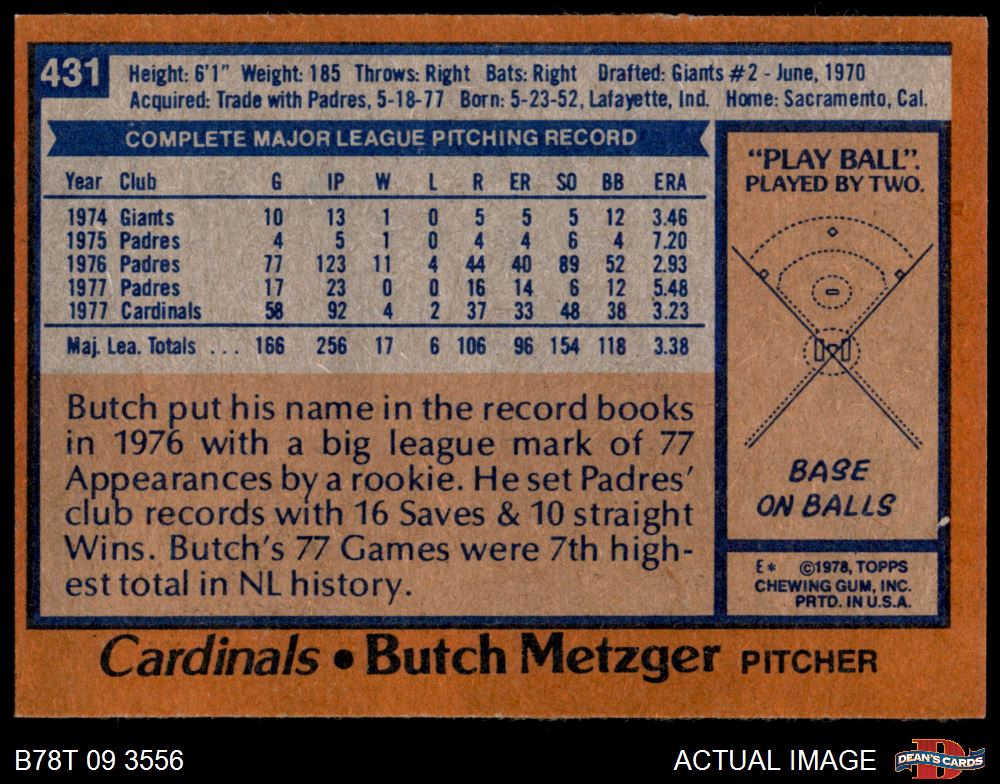 431
Height: 6'1" Weight: 185 Throws: Right Bats: Right Drafted: Giants #2 - June, 1970
Acquired: Trade with Padres, 5-18-77 Born: 5-23-52, Lafayette, Ind. Home: Sacramento, Cal.
COMPLETE MAJOR LEAGUE PITCHING RECORD
Year Club G IP W L R ER SO BB ERA
1974 Giants 10 13 1 0 5 5 5 12 3.46
1975 Padres 4 5 1 0 4 4 6 4 7.20
1976 Padres 77 123 11 4 44 40 89 52 2.93
1977 Padres 17 23 0 0 16 14 6 12 5.48
1977 Cardinals 58 92 4 2 37 33 48 38 3.23
Maj. Lea. Totals ... 166 256 17 6 106 96 154 118 3.38
Butch put his name in the record books
in 1976 with a big league mark of 77
Appearances by a rookie. He set Padres'
club records with 16 Saves & 10 straight
Wins. Butch's 77 Games were 7th high-
est total in NL history.
"PLAY BALL".
PLAYED BY TWO.
BASE
ON BALLS
E* ©1978, TOPPS
CHEWING GUM, INC.
PRTD. IN U.S.A.
Cardinals • Butch Metzger PITCHER
B78T 09 3556
ACTUAL IMAGE
D
DEAN'S CARDS